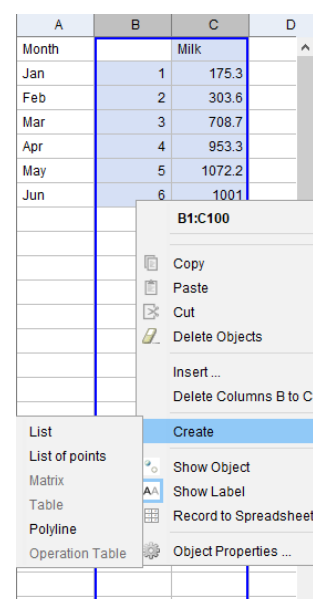 A B C D
Month Milk
Jan 1 175.3
Feb 2 303.6
Mar 3 708.7
Apr 4 953.3
May 5 1072.2
Jun 6 1001
B1:C100
Copy
Paste
Cut
Delete Objects
Insert ...
Delete Columns B to C
Create
List
List of points
Matrix
Table
Polyline
Operation Table
Show Object
AA Show Label
Record to Spreadsheet
Object Properties ...